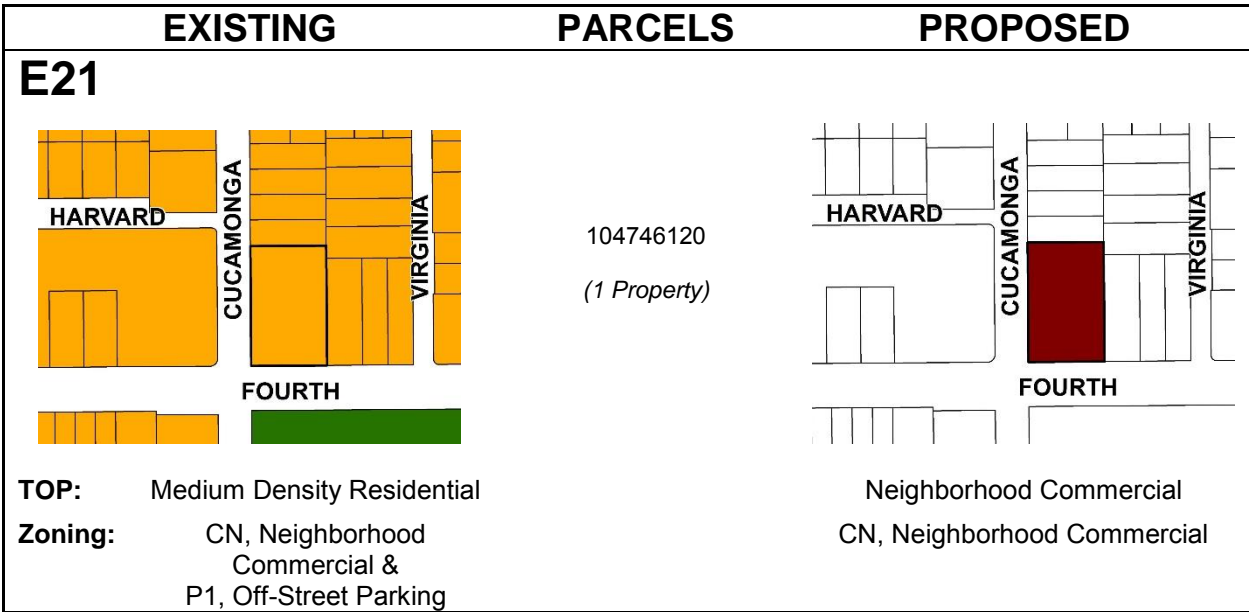 EXISTING PARCELS PROPOSED
E21
HARVARD
CUCAMONGA
VIRGINIA
FOURTH
104746120
(1 Property)
HARVARD
CUCAMONGA
VIRGINIA
FOURTH
TOP: Medium Density Residential Neighborhood Commercial
Zoning: CN, Neighborhood CN, Neighborhood Commercial
Commercial &
P1, Off-Street Parking